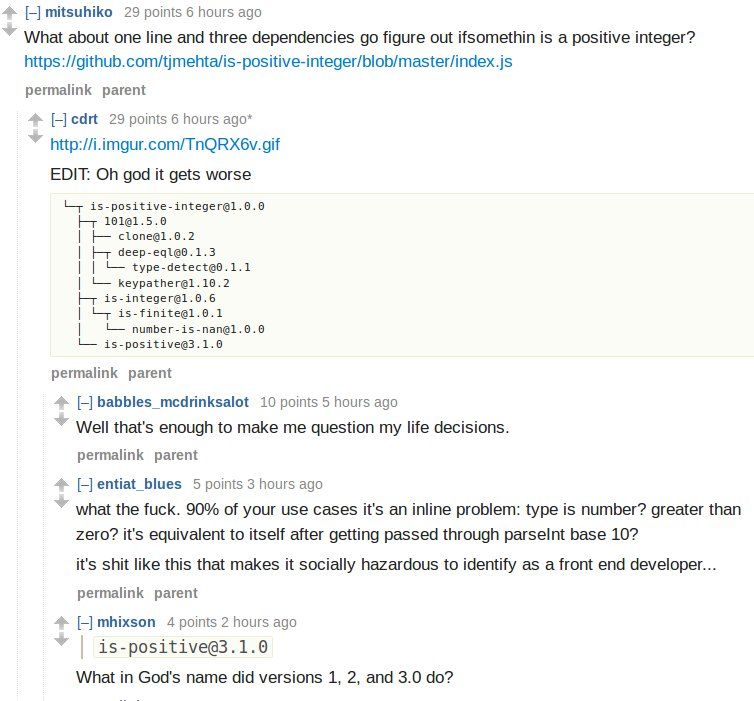 [–] mitsuhiko 29 points 6 hours ago
What about one line and three dependencies go figure out ifsomethin is a positive integer?
https://github.com/tjmehta/is-positive-integer/blob/master/index.js
permalink parent
[–] cdrt 29 points 6 hours ago*
http://i.imgur.com/TnQRX6v.gif
EDIT: Oh god it gets worse
└─┬ is-positive-integer@1.0.0
├─┬ 101@1.5.0
│ ├── clone@1.0.2
│ ├─┬ deep-eql@0.1.3
│ │ └── type-detect@0.1.1
│ └── keypather@1.10.2
├─┬ is-integer@1.0.6
│ └─┬ is-finite@1.0.1
│   └── number-is-nan@1.0.0
└── is-positive@3.1.0
permalink parent
[–] babbles_mcdrinksalot 10 points 5 hours ago
Well that's enough to make me question my life decisions.
permalink parent
[–] entiat_blues 5 points 3 hours ago
what the fuck. 90% of your use cases it's an inline problem: type is number? greater than
zero? it's equivalent to itself after getting passed through parseInt base 10?
it's shit like this that makes it socially hazardous to identify as a front end developer...
permalink parent
[–] mhixson 4 points 2 hours ago
is-positive@3.1.0
What in God's name did versions 1, 2, and 3.0 do?